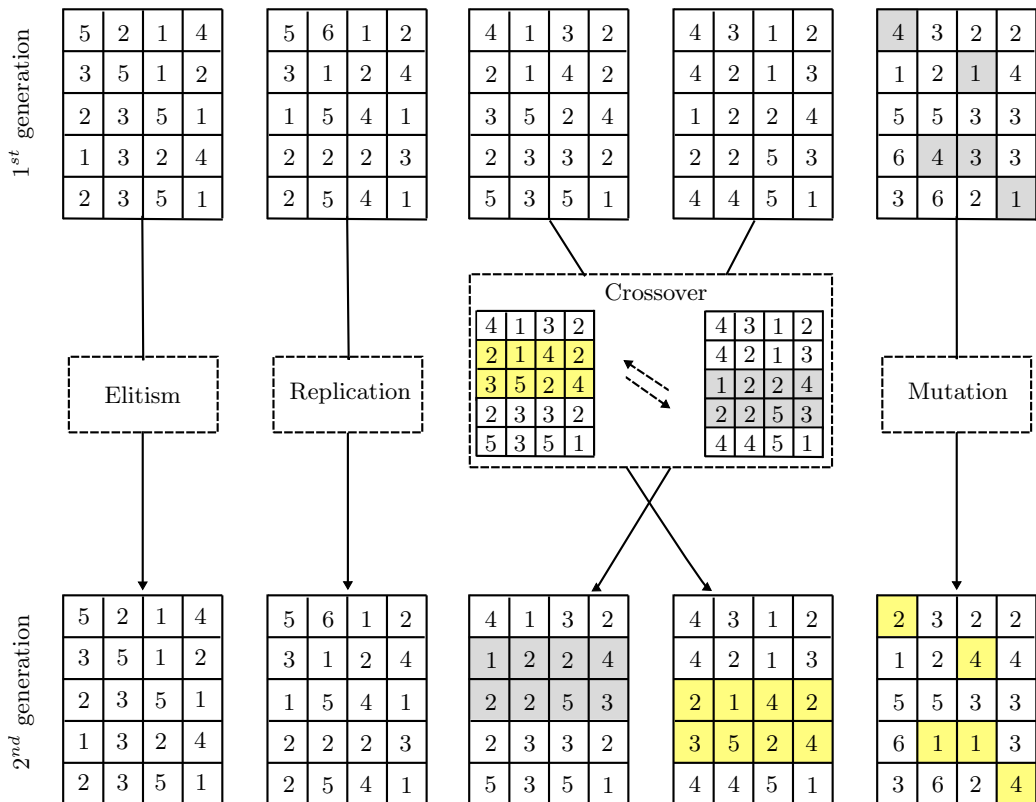 1st generation
5 2 1 4
3 5 1 2
2 3 5 1
1 3 2 4
2 3 5 1
5 6 1 2
3 1 2 4
1 5 4 1
2 2 2 3
2 5 4 1
4 1 3 2
2 1 4 2
3 5 2 4
2 3 3 2
5 3 5 1
4 3 1 2
4 2 1 3
1 2 2 4
2 2 5 3
4 4 5 1
4 3 2 2
1 2 1 4
5 5 3 3
6 4 3 3
3 6 2 1
Elitism
Replication
Crossover
4 1 3 2
2 1 4 2
3 5 2 4
2 3 3 2
5 3 5 1
4 3 1 2
4 2 1 3
1 2 2 4
2 2 5 3
4 4 5 1
Mutation
2nd generation
5 2 1 4
3 5 1 2
2 3 5 1
1 3 2 4
2 3 5 1
5 6 1 2
3 1 2 4
1 5 4 1
2 2 2 3
2 5 4 1
4 1 3 2
1 2 2 4
2 2 5 3
2 3 3 2
5 3 5 1
4 3 1 2
4 2 1 3
2 1 4 2
3 5 2 4
4 4 5 1
2 3 2 2
1 2 4 4
5 5 3 3
6 1 1 3
3 6 2 4